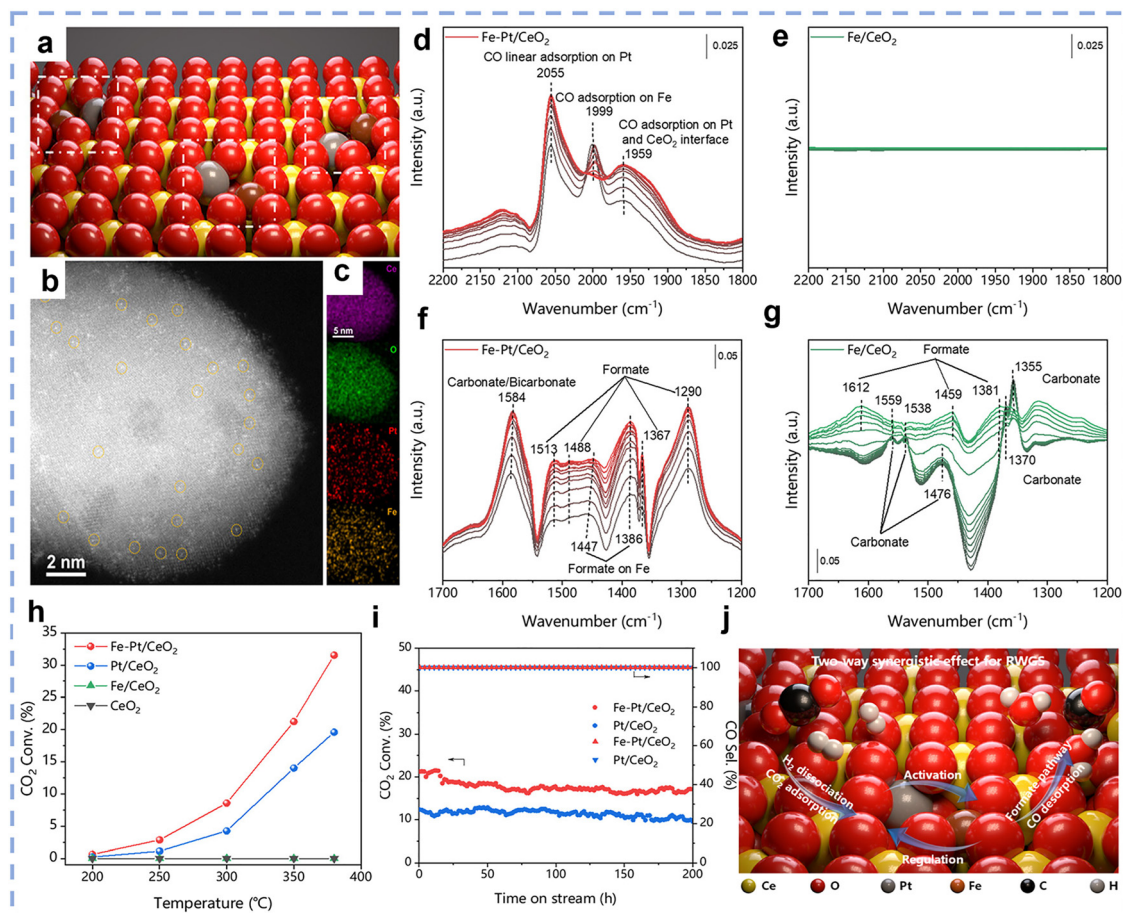 a
b
2 nm
c
Ce
5 nm
O
Pt
Fe
d
Fe-Pt/CeO₂
0.025
CO linear adsorption on Pt
2055
CO adsorption on Fe
1999
CO adsorption on Pt
and CeO₂ interface
1959
Intensity (a.u.)
2200 2150 2100 2050 2000 1950 1900 1850 1800
Wavenumber (cm⁻¹)
e
Fe/CeO₂
0.025
Intensity (a.u.)
2200 2150 2100 2050 2000 1950 1900 1850 1800
Wavenumber (cm⁻¹)
f
Fe-Pt/CeO₂
0.05
Carbonate/Bicarbonate
Formate
1584
1290
1513 1488
1367
1447
1386
Formate on Fe
Intensity (a.u.)
1700 1600 1500 1400 1300 1200
Wavenumber (cm⁻¹)
g
Fe/CeO₂
Formate
1355
1612
1559
1538
1459
1381
Carbonate
1370
1476
Carbonate
Carbonate
0.05
Intensity (a.u.)
1700 1600 1500 1400 1300 1200
Wavenumber (cm⁻¹)
h
Fe-Pt/CeO₂
Pt/CeO₂
Fe/CeO₂
CeO₂
CO₂ Conv. (%)
35
30
25
20
15
10
5
0
200 250 300 350 400
Temperature (°C)
i
CO₂ Conv. (%)
50
40
30
20
10
0
Fe-Pt/CeO₂
Pt/CeO₂
Fe-Pt/CeO₂
Pt/CeO₂
100
80
60
40
20
0
CO Sel. (%)
0 50 100 150 200
Time on stream (h)
j
Two-way synergistic effect for RWGS
H₂ dissociation
CO₂ adsorption
Activation
Regulation
Formate pathway
CO desorption
Ce O Pt Fe C H